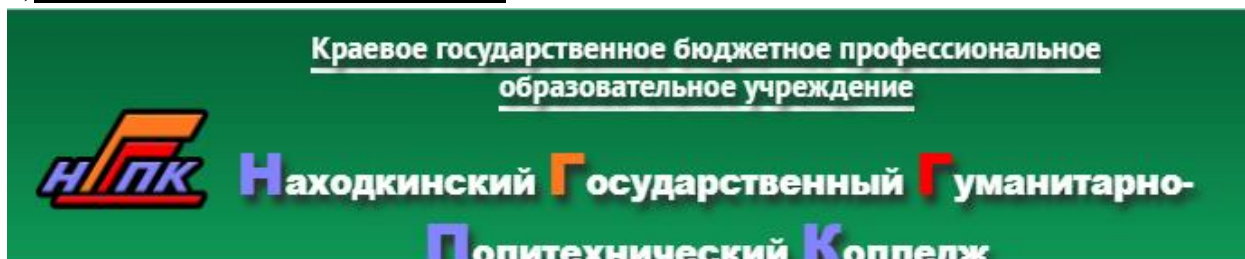 Краевое государственное бюджетное профессиональное
образовательное учреждение
НГГПК
Находкинский Государственный Гуманитарно-
Политехнический Колледж